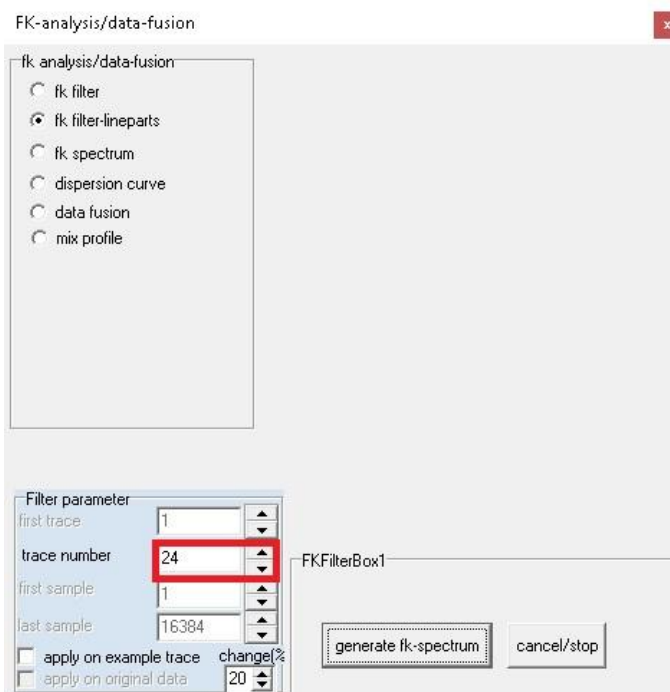 FK-analysis/data-fusion
x
fk analysis/data-fusion
fk filter
fk filter-lineparts
fk spectrum
dispersion curve
data fusion
mix profile
Filter parameter
first trace 1
trace number 24
first sample 1
last sample 16384
apply on example trace change(%
apply on original data 20
FKFilterBox1
generate fk-spectrum cancel/stop